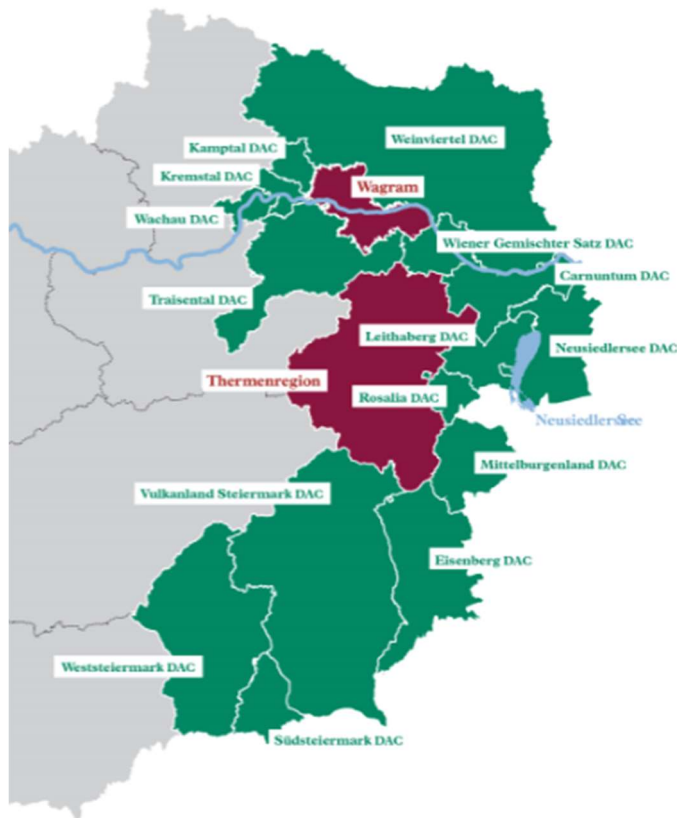 Weinviertel DAC
Kamptal DAC
Kremstal DAC
Wagram
Wachau DAC
Wiener Gemischter Satz DAC
Carnuntum DAC
Traisental DAC
Leithaberg DAC
Neusiedlersee DAC
Thermenregion
Rosalia DAC
Neusiedlersee
Mittelburgenland DAC
Vulkanland Steiermark DAC
Eisenberg DAC
Weststeiermark DAC
Südsteiermark DAC